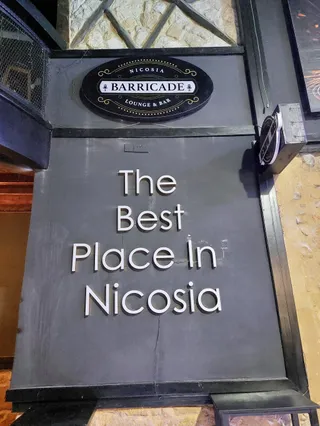 NICOSIA
BARRICADE
LOUNGE & BAR
The
Best
Place In
Nicosia